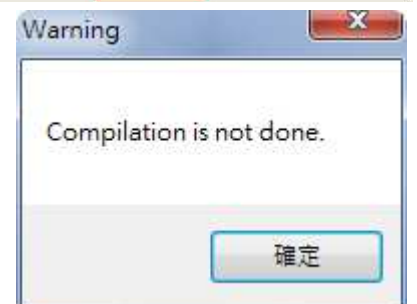 Warning
Compilation is not done.
確定